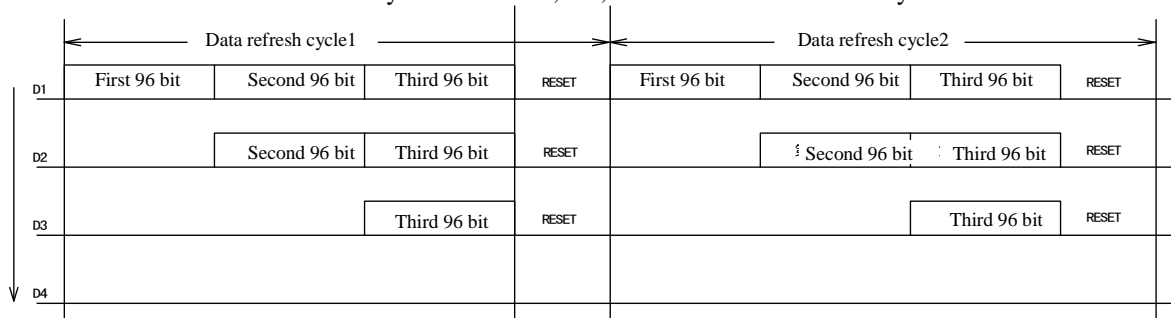 Data refresh cycle1 Data refresh cycle2
D1 First 96 bit Second 96 bit Third 96 bit RESET First 96 bit Second 96 bit Third 96 bit RESET
D2 Second 96 bit Third 96 bit RESET Second 96 bit Third 96 bit RESET
D3 Third 96 bit RESET Third 96 bit RESET
D4